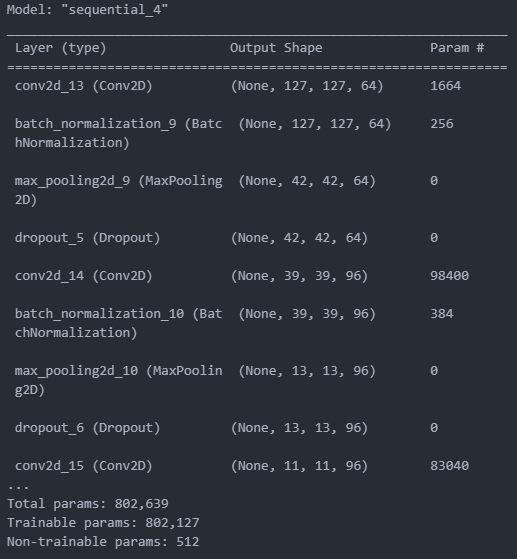 Model: "sequential_4"
_________________________________________________________________
Layer (type) Output Shape Param #
=================================================================
conv2d_13 (Conv2D) (None, 127, 127, 64) 1664
batch_normalization_9 (Batc (None, 127, 127, 64) 256
hNormalization)
max_pooling2d_9 (MaxPooling (None, 42, 42, 64) 0
2D)
dropout_5 (Dropout) (None, 42, 42, 64) 0
conv2d_14 (Conv2D) (None, 39, 39, 96) 98400
batch_normalization_10 (Bat (None, 39, 39, 96) 384
chNormalization)
max_pooling2d_10 (MaxPoolin (None, 13, 13, 96) 0
g2D)
dropout_6 (Dropout) (None, 13, 13, 96) 0
conv2d_15 (Conv2D) (None, 11, 11, 96) 83040
...
Total params: 802,639
Trainable params: 802,127
Non-trainable params: 512